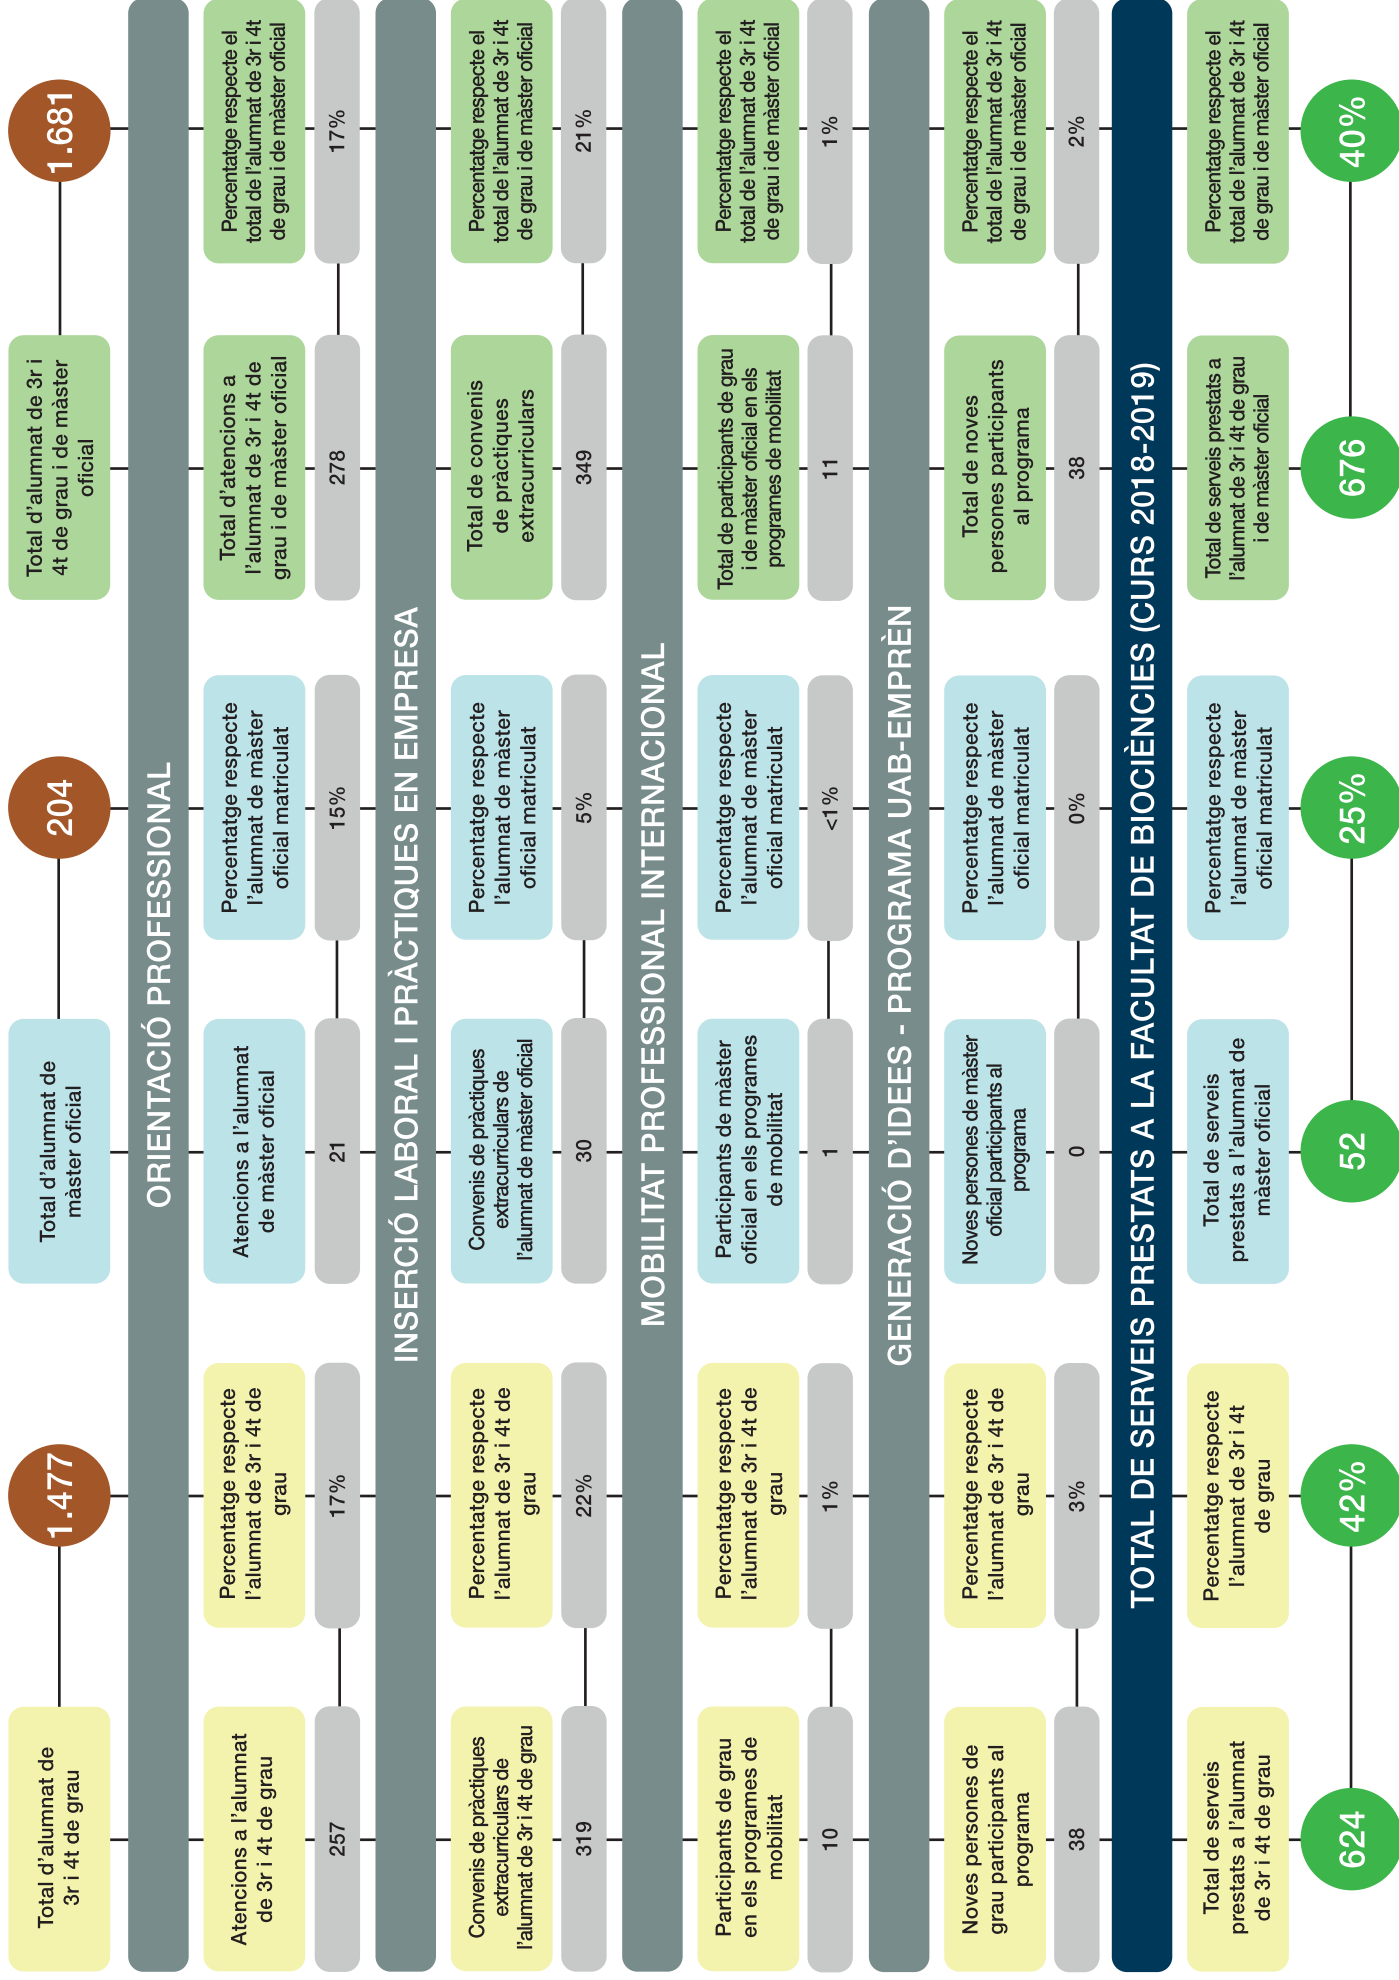 Total d'alumnat de
3r i 4t de grau
1.477
Total d'alumnat de
màster oficial
204
Total d'alumnat de 3r i
4t de grau i de màster
oficial
1.681
ORIENTACIÓ PROFESSIONAL
Atencions a l'alumnat
de 3r i 4t de grau
257
Percentatge respecte
l'alumnat de 3r i 4t de
grau
17%
Atencions a l'alumnat
de màster oficial
21
Percentatge respecte
l'alumnat de màster
oficial matriculat
15%
Total d'atencions a
l'alumnat de 3r i 4t de
grau i de màster oficial
278
Percentatge respecte el
total de l'alumnat de 3r i 4t
de grau i de màster oficial
17%
INSERCIÓ LABORAL I PRÀCTIQUES EN EMPRESA
Convenis de pràctiques
extracurriculars de
l'alumnat de 3r i 4t de grau
319
Percentatge respecte
l'alumnat de 3r i 4t de
grau
22%
Convenis de pràctiques
extracurriculars de
l'alumnat de màster oficial
30
Percentatge respecte
l'alumnat de màster
oficial matriculat
5%
Total de convenis
de pràctiques
extracurriculars
349
Percentatge respecte el
total de l'alumnat de 3r i 4t
de grau i de màster oficial
21%
MOBILITAT PROFESSIONAL INTERNACIONAL
Participants de grau
en els programes de
mobilitat
10
Percentatge respecte
l'alumnat de 3r i 4t de
grau
1%
Participants de màster
oficial en els programes
de mobilitat
1
Percentatge respecte
l'alumnat de màster
oficial matriculat
<1%
Total de participants de grau
i de màster oficial en els
programes de mobilitat
11
Percentatge respecte el
total de l'alumnat de 3r i 4t
de grau i de màster oficial
1%
GENERACIÓ D'IDEES - PROGRAMA UAB-EMPRÈN
Noves persones de
grau participants al
programa
38
Percentatge respecte
l'alumnat de 3r i 4t de
grau
3%
Noves persones de màster
oficial participants al
programa
0
Percentatge respecte
l'alumnat de màster
oficial matriculat
0%
Total de noves
persones participants
al programa
38
Percentatge respecte el
total de l'alumnat de 3r i 4t
de grau i de màster oficial
2%
TOTAL DE SERVEIS PRESTATS A LA FACULTAT DE BIOCIÈNCIES (CURS 2018-2019)
Total de serveis
prestats a l'alumnat
de 3r i 4t de grau
624
Percentatge respecte
l'alumnat de 3r i 4t
de grau
42%
Total de serveis
prestats a l'alumnat de
màster oficial
52
Percentatge respecte
l'alumnat de màster
oficial matriculat
25%
Total de serveis prestats a
l'alumnat de 3r i 4t de grau
i de màster oficial
676
Percentatge respecte el
total de l'alumnat de 3r i 4t
de grau i de màster oficial
40%